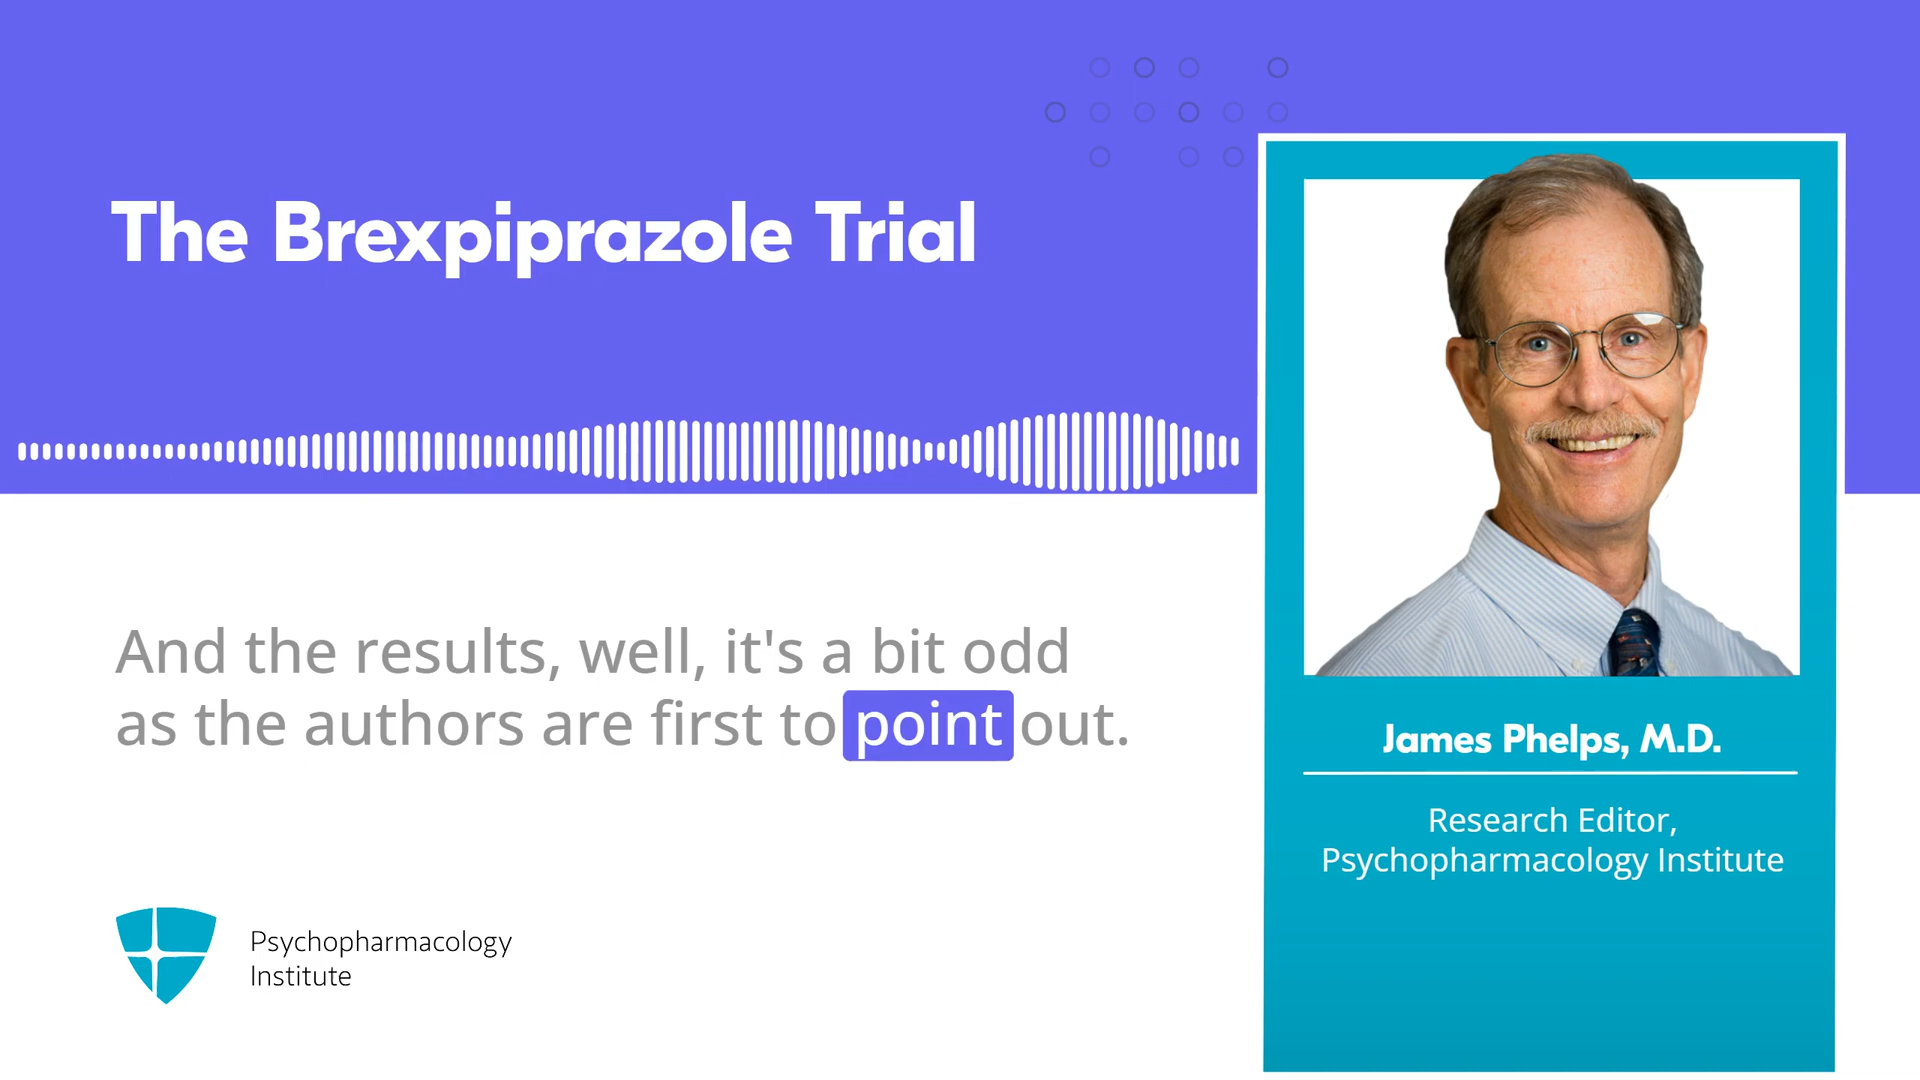 The Brexpiprazole Trial
And the results, well, it's a bit odd
as the authors are first to point out.
James Phelps, M.D.
Research Editor,
Psychopharmacology Institute
Psychopharmacology
Institute